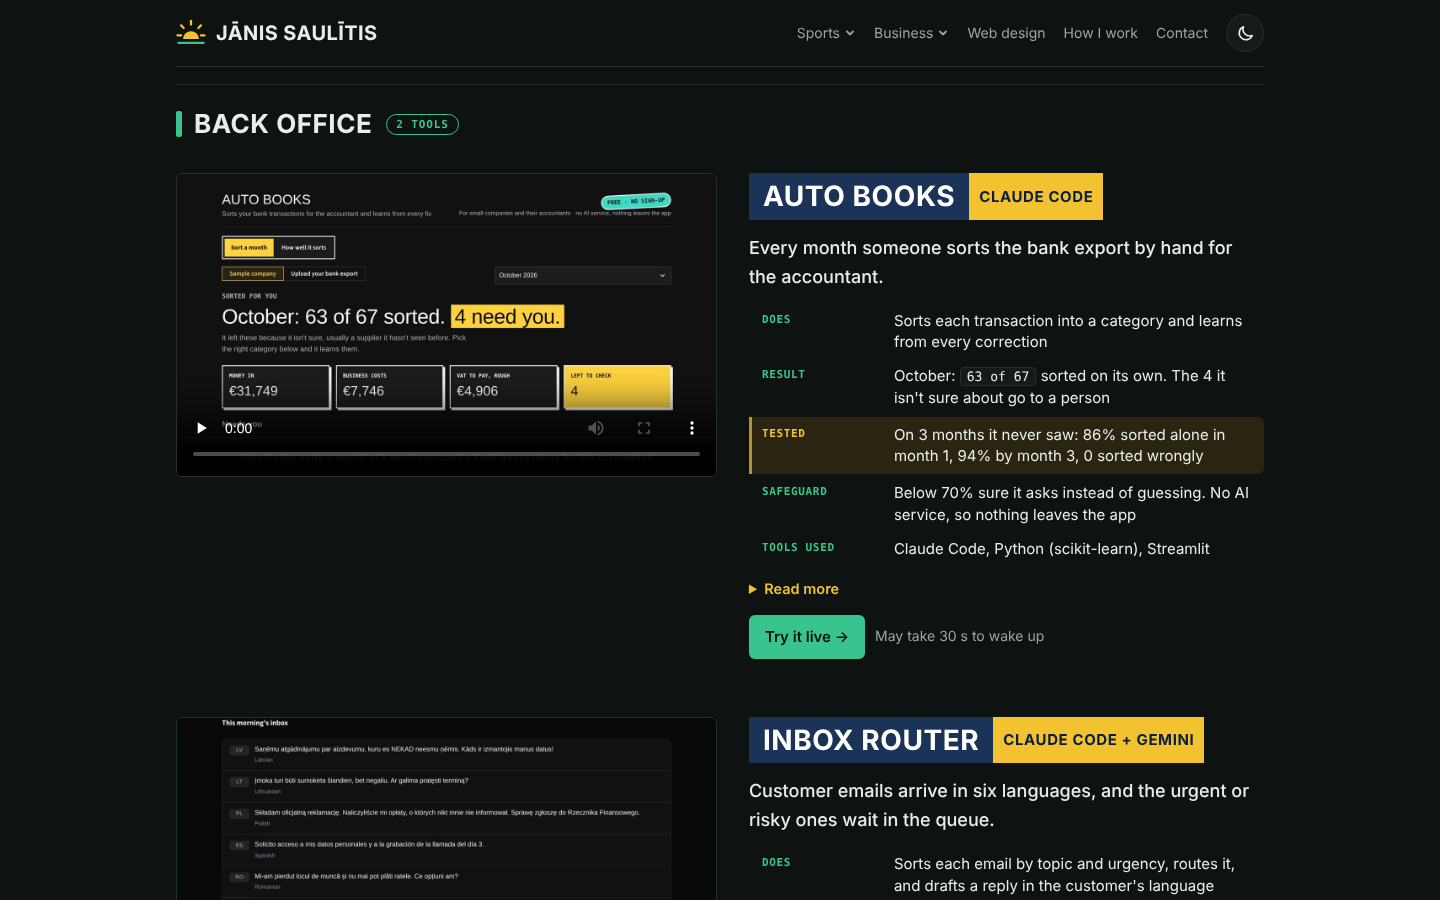 JĀNIS SAULĪTIS
Sports
Business
Web design
How I work
Contact
BACK OFFICE
2 TOOLS
AUTO BOOKS
Sorts your bank transactions for the accountant and learns from every fix
FREE · NO SIGN-UP
For small companies and their accountants · no AI service, nothing leaves the app
Sort a month
How well it sorts
Sample company
Upload your bank export
October 2026
SORTED FOR YOU
October: 63 of 67 sorted. 4 need you.
It left these because it isn't sure, usually a supplier it hasn't seen before. Pick
the right category below and it learns them.
MONEY IN
€31,749
BUSINESS COSTS
€7,746
VAT TO PAY, ROUGH
€4,906
LEFT TO CHECK
4
0:00
AUTO BOOKS
CLAUDE CODE
Every month someone sorts the bank export by hand for
the accountant.
DOES
Sorts each transaction into a category and learns
from every correction
RESULT
October: 63 of 67 sorted on its own. The 4 it
isn't sure about go to a person
TESTED
On 3 months it never saw: 86% sorted alone in
month 1, 94% by month 3, 0 sorted wrongly
SAFEGUARD
Below 70% sure it asks instead of guessing. No AI
service, so nothing leaves the app
TOOLS USED
Claude Code, Python (scikit-learn), Streamlit
Read more
Try it live →
May take 30 s to wake up
This morning's inbox
LV
Saņēmu atgādinājumu par aizdevumu, kuru es NEKAD neesmu ņēmis. Kāds ir izmantojis manus datus!
Latvian
LT
Įmoka turi būti sumokėta šiandien, bet negaliu. Ar galima pratęsti terminą?
Lithuanian
PL
Składam oficjalną reklamację. Naliczyliście mi opłaty, o których nikt mnie nie informował. Sprawę zgłoszę do Rzecznika Finansowego.
Polish
ES
Solicito acceso a mis datos personales y a la grabación de la llamada del día 3.
Spanish
RO
Mi-am pierdut locul de muncă și nu mai pot plăti ratele. Ce opțiuni am?
Romanian
INBOX ROUTER
CLAUDE CODE + GEMINI
Customer emails arrive in six languages, and the urgent or
risky ones wait in the queue.
DOES
Sorts each email by topic and urgency, routes it,
and drafts a reply in the customer's language